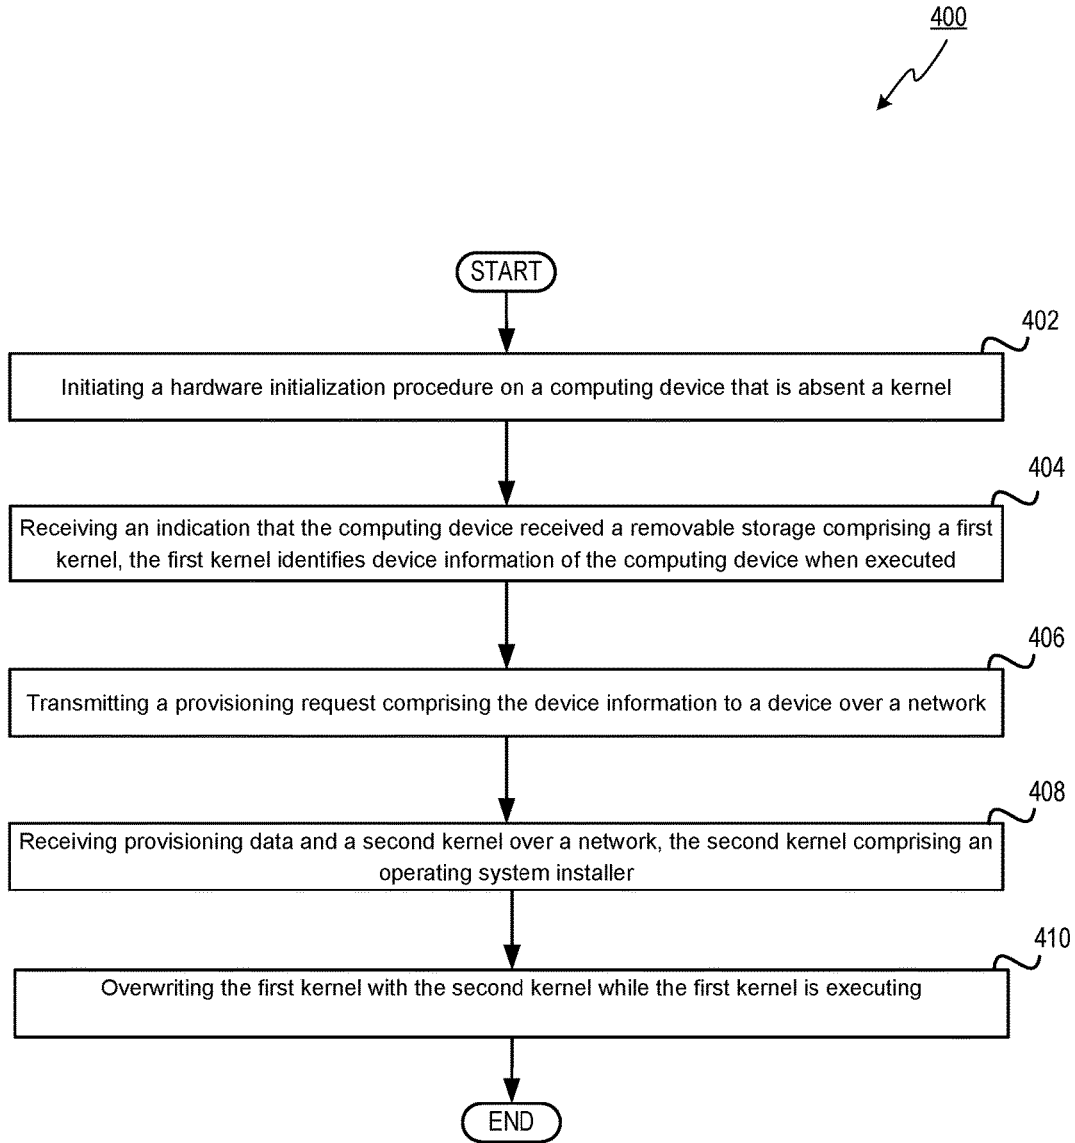 400
START
402
Initiating a hardware initialization procedure on a computing device that is absent a kernel
404
Receiving an indication that the computing device received a removable storage comprising a first
kernel, the first kernel identifies device information of the computing device when executed
406
Transmitting a provisioning request comprising the device information to a device over a network
408
Receiving provisioning data and a second kernel over a network, the second kernel comprising an
operating system installer
410
Overwriting the first kernel with the second kernel while the first kernel is executing
END